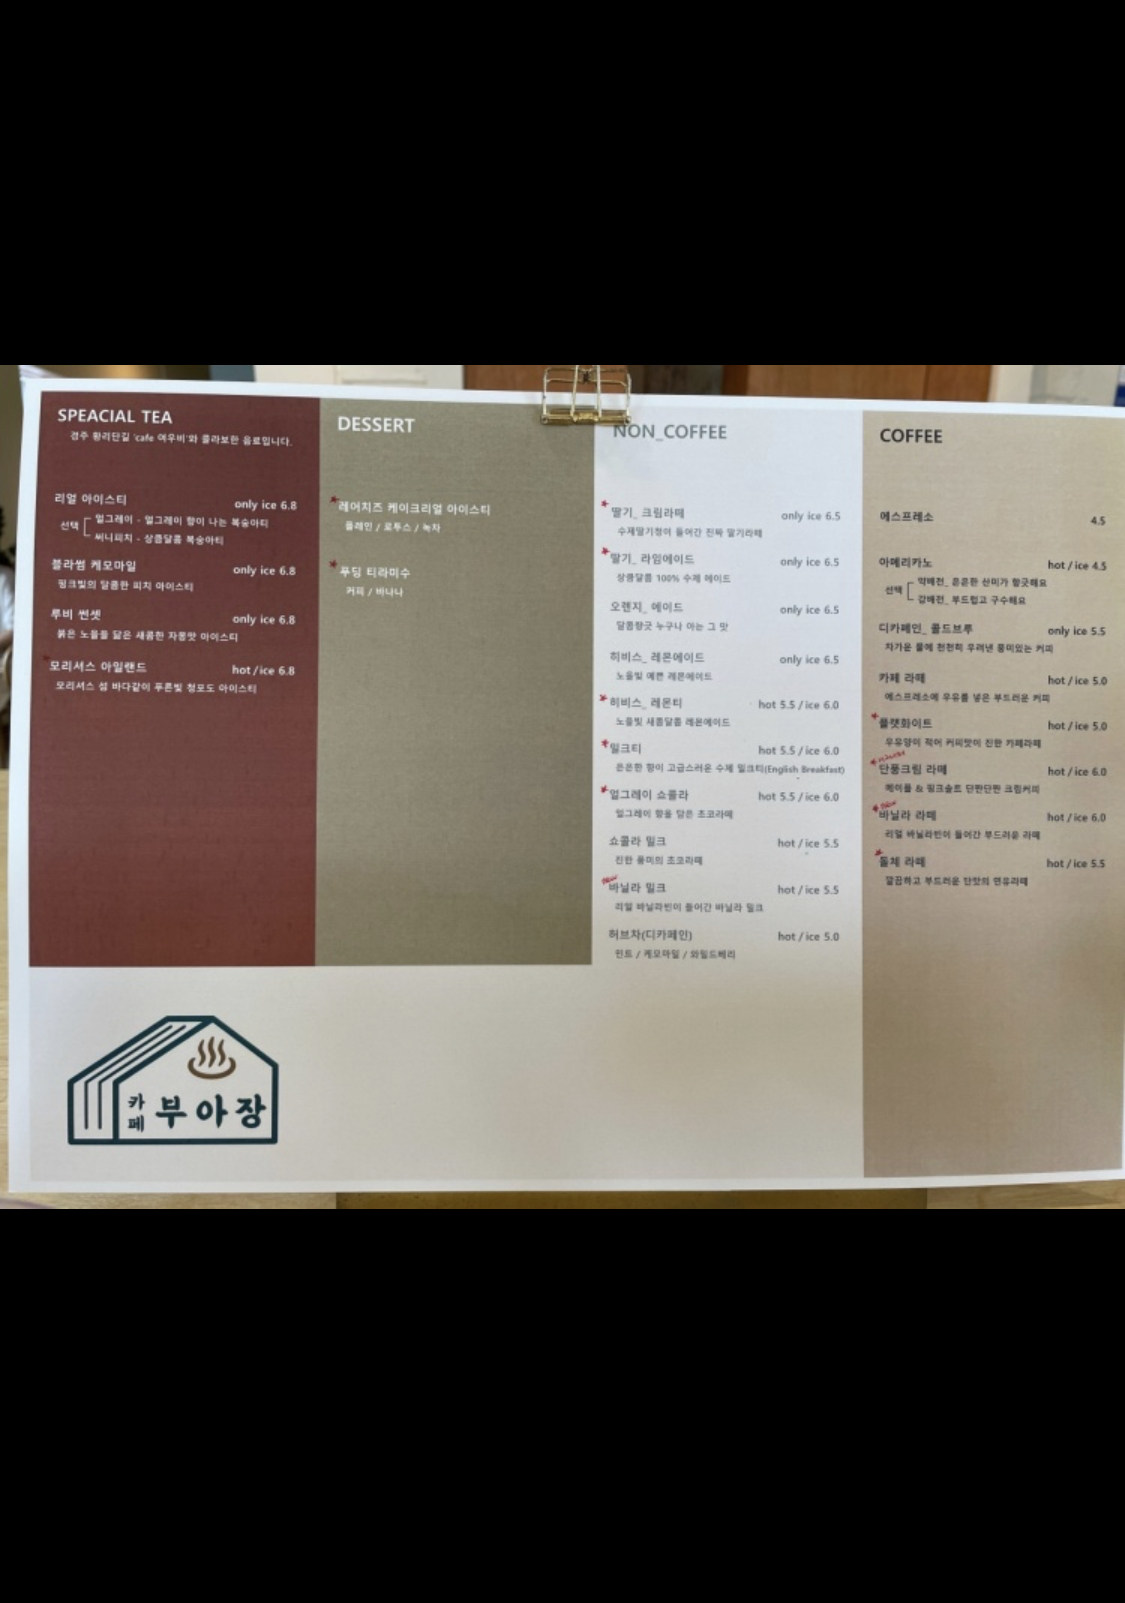 SPEACIAL TEA
경주 황리단길 'cafe 여우비'와 콜라보한 음료입니다.
리얼 아이스티 only ice 6.8
선택
얼그레이 - 얼그레이 향이 나는 복숭아티
써니피치 - 상큼달콤 복숭아티
블라썸 케모마일 only ice 6.8
핑크빛의 달콤한 피치 아이스티
루비 썬셋 only ice 6.8
붉은 노을을 닮은 새콤한 자몽맛 아이스티
모리셔스 아일랜드 hot / ice 6.8
모리셔스 섬 바다같이 푸른빛 청포도 아이스티
DESSERT
레어치즈 케이크리얼 아이스티
플레인 / 로투스 / 녹차
푸딩 티라미수
커피 / 바나나
NON_COFFEE
딸기_ 크림라떼 only ice 6.5
수제딸기청이 들어간 진짜 딸기라떼
딸기_ 라임에이드 only ice 6.5
상큼달콤 100% 수제 에이드
오렌지_ 에이드 only ice 6.5
달콤향긋 누구나 아는 그 맛
히비스_ 레몬에이드 only ice 6.5
노을빛 예쁜 레몬에이드
히비스_ 레몬티 hot 5.5 / ice 6.0
노을빛 새콤달콤 레몬에이드
밀크티 hot 5.5 / ice 6.0
은은한 향이 고급스러운 수제 밀크티(English Breakfast)
얼그레이 쇼콜라 hot 5.5 / ice 6.0
얼그레이 향을 담은 초코라떼
쇼콜라 밀크 hot / ice 5.5
진한 풍미의 초코라떼
바닐라 밀크 hot / ice 5.5
리얼 바닐라빈이 들어간 바닐라 밀크
허브차(디카페인) hot / ice 5.0
민트 / 케모마일 / 와일드베리
COFFEE
에스프레소 4.5
아메리카노 hot / ice 4.5
선택
약배전_ 은은한 산미가 향긋해요
강배전_ 부드럽고 구수해요
디카페인_ 콜드브루 only ice 5.5
차가운 물에 천천히 우려낸 풍미있는 커피
카페 라떼 hot / ice 5.0
에스프레소에 우유를 넣은 부드러운 커피
플랫화이트 hot / ice 5.0
우유양이 적어 커피맛이 진한 카페라떼
단풍크림 라떼 hot / ice 6.0
메이플 & 핑크솔트 단짠단짠 크림커피
바닐라 라떼 hot / ice 6.0
리얼 바닐라빈이 들어간 부드러운 라떼
돌체 라떼 hot / ice 5.5
깔끔하고 부드러운 단맛의 연유라떼
카페 부아장